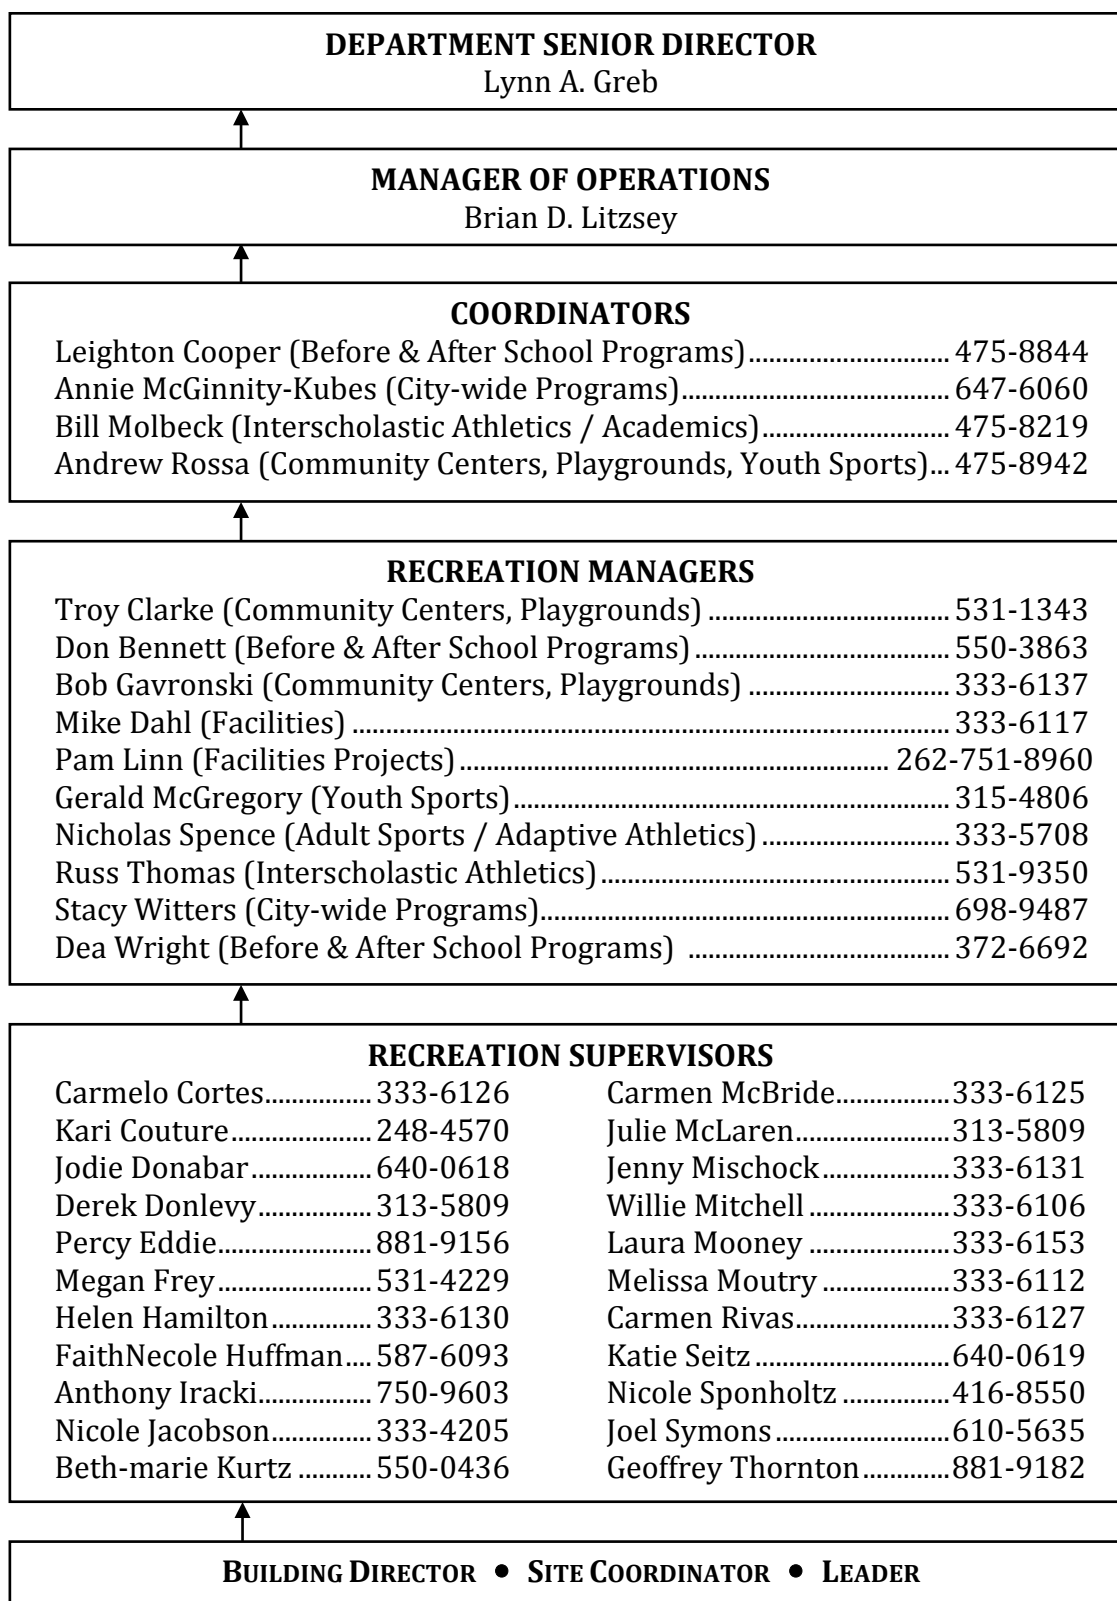 DEPARTMENT SENIOR DIRECTOR
Lynn A. Greb
MANAGER OF OPERATIONS
Brian D. Litzsey
COORDINATORS
Leighton Cooper (Before & After School Programs)............................... 475-8844
Annie McGinnity-Kubes (City-wide Programs)......................................... 647-6060
Bill Molbeck (Interscholastic Athletics / Academics)............................. 475-8219
Andrew Rossa (Community Centers, Playgrounds, Youth Sports)... 475-8942
RECREATION MANAGERS
Troy Clarke (Community Centers, Playgrounds) ..................................... 531-1343
Don Bennett (Before & After School Programs) ....................................... 550-3863
Bob Gavronski (Community Centers, Playgrounds) ............................... 333-6137
Mike Dahl (Facilities) ............................................................................................ 333-6117
Pam Linn (Facilities Projects) .................................................................. 262-751-8960
Gerald McGregory (Youth Sports) ................................................................... 315-4806
Nicholas Spence (Adult Sports / Adaptive Athletics) ............................. 333-5708
Russ Thomas (Interscholastic Athletics) ...................................................... 531-9350
Stacy Witters (City-wide Programs)............................................................... 698-9487
Dea Wright (Before & After School Programs) ........................................ 372-6692
RECREATION SUPERVISORS
Carmelo Cortes................ 333-6126
Kari Couture..................... 248-4570
Jodie Donabar.................. 640-0618
Derek Donlevy................. 313-5809
Percy Eddie....................... 881-9156
Megan Frey ....................... 531-4229
Helen Hamilton............... 333-6130
FaithNecole Huffman.... 587-6093
Anthony Iracki................. 750-9603
Nicole Jacobson............... 333-4205
Beth-marie Kurtz ........... 550-0436
Carmen McBride.................333-6125
Julie McLaren.......................313-5809
Jenny Mischock...................333-6131
Willie Mitchell .....................333-6106
Laura Mooney .....................333-6153
Melissa Moutry ...................333-6112
Carmen Rivas.......................333-6127
Katie Seitz .............................640-0619
Nicole Sponholtz ................416-8550
Joel Symons..........................610-5635
Geoffrey Thornton.............881-9182
BUILDING DIRECTOR ● SITE COORDINATOR ● LEADER